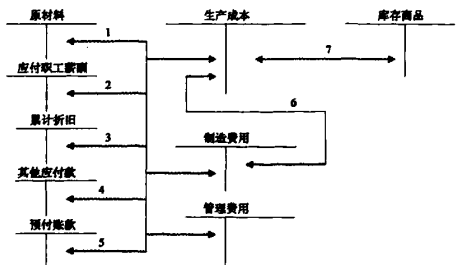 原材料
生产成本
库存商品
1
7
应付职工薪酬
2
6
累计折旧
3
制造费用
其他应付款
4
管理费用
预付账款
5